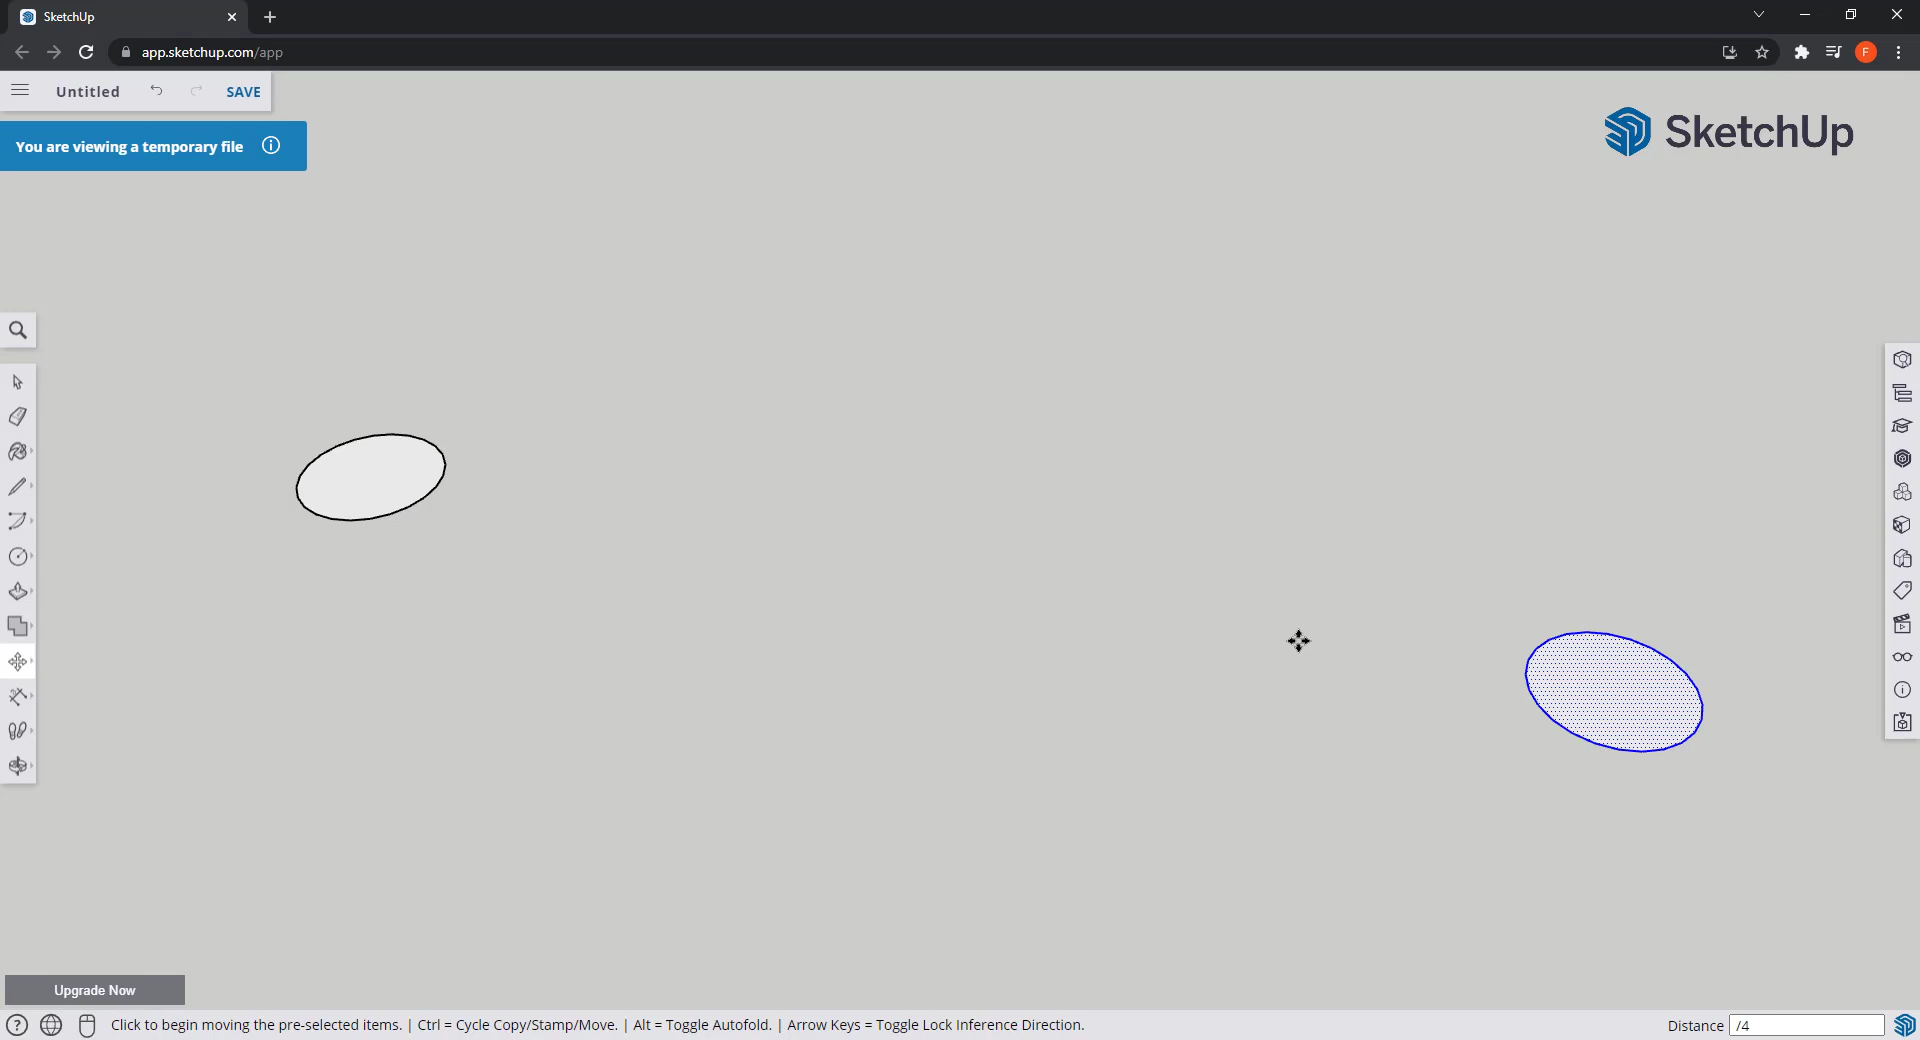 SketchUp
app.sketchup.com/app
F
Untitled
SAVE
You are viewing a temporary file
SketchUp
Upgrade Now
Click to begin moving the pre-selected items. | Ctrl = Cycle Copy/Stamp/Move. | Alt = Toggle Autofold. | Arrow Keys = Toggle Lock Inference Direction.
Distance /4